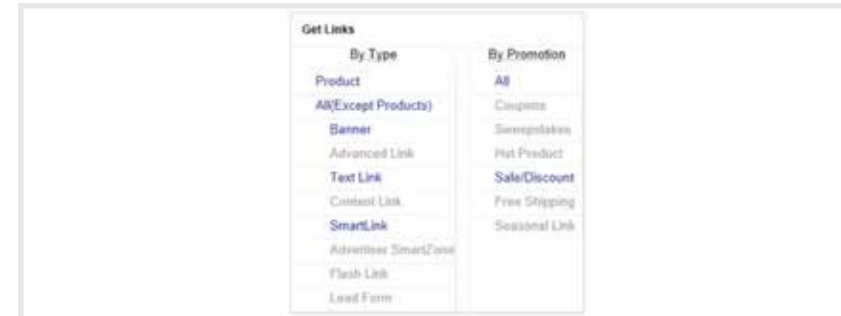 Get Links
By Type
Product
All(Except Products)
Banner
Advanced Link
Text Link
Content Link
SmartLink
Advertiser SmartZone
Flash Link
Lead Form
By Promotion
All
Coupons
Sweepstakes
Hot Product
Sale/Discount
Free Shipping
Seasonal Link